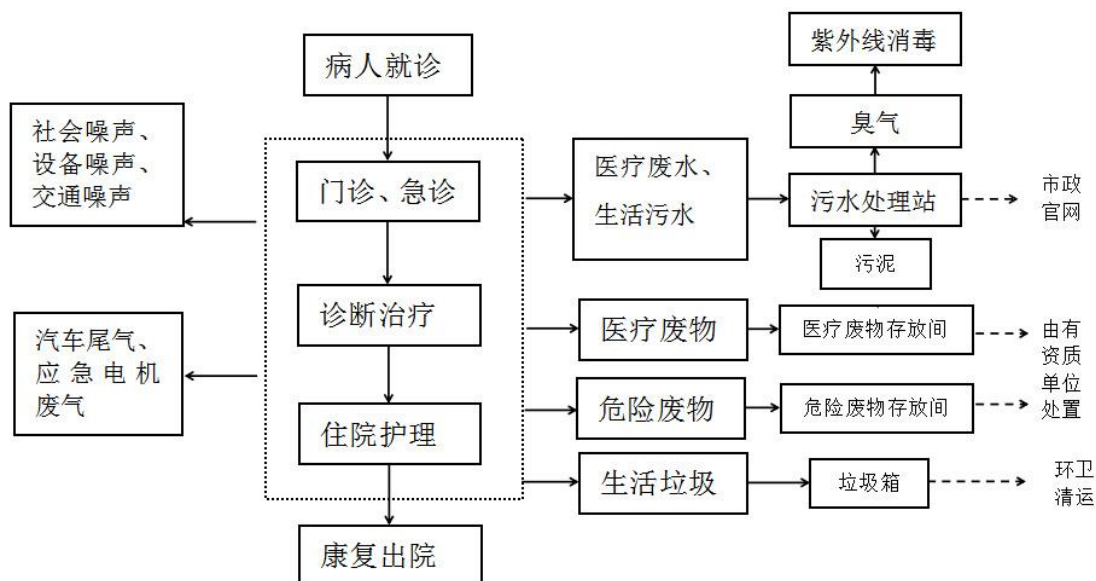 病人就诊
社会噪声、
设备噪声、
交通噪声
汽车尾气、
应急电机
废气
门诊、急诊
诊断治疗
住院护理
康复出院
医疗废水、
生活污水
紫外线消毒
臭气
污水处理站
污泥
市政
官网
医疗废物
医疗废物存放间
危险废物
危险废物存放间
由有
资质
单位
处置
生活垃圾
垃圾箱
环卫
清运